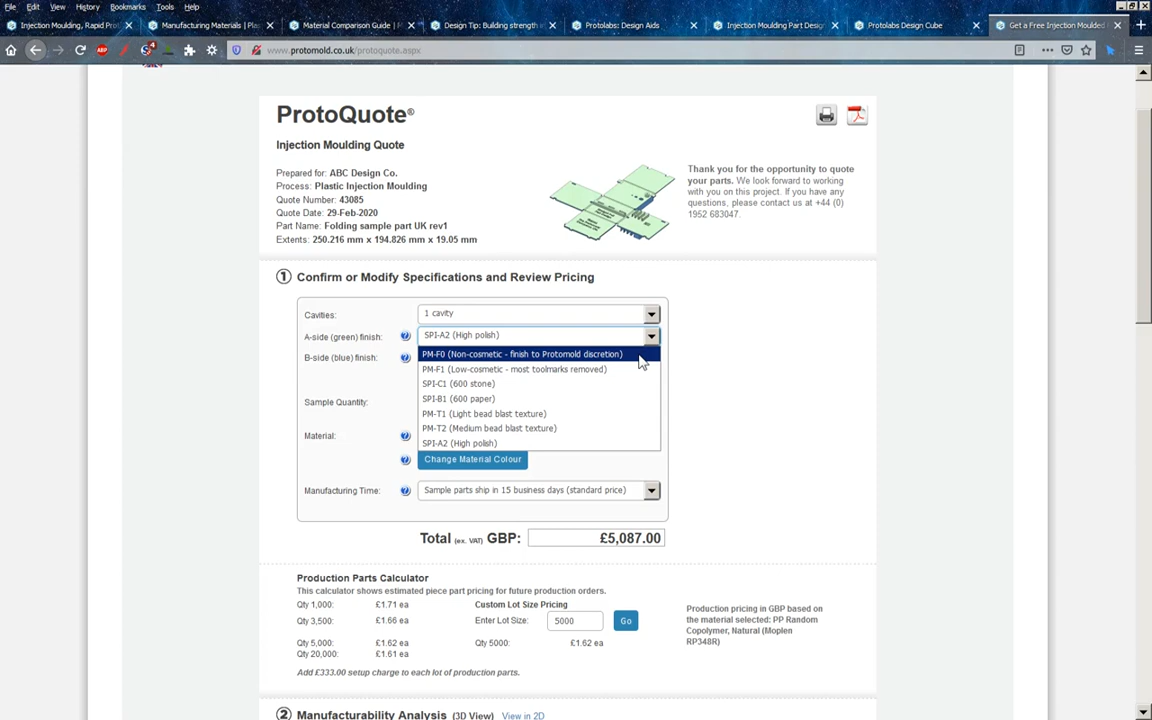 File Edit View History Bookmarks Tools Help
Injection Moulding, Rapid Prot
Manufacturing Materials | Plas
Material Comparison Guide | P
Design Tip: Building strength in
Protolabs: Design Aids
Injection Moulding Part Design
Protolabs Design Cube
Get a Free Injection Moulded
www.protomold.co.uk/protoquote.aspx
ProtoQuote®
Injection Moulding Quote
Prepared for: ABC Design Co.
Process: Plastic Injection Moulding
Quote Number: 43085
Quote Date: 29-Feb-2020
Part Name: Folding sample part UK rev1
Extents: 250.216 mm x 194.826 mm x 19.05 mm
Thank you for the opportunity to quote
your parts. We look forward to working
with you on this project. If you have any
questions, please contact us at +44 (0)
1952 683047.
1 Confirm or Modify Specifications and Review Pricing
Cavities: 1 cavity
A-side (green) finish: ? SPI-A2 (High polish)
B-side (blue) finish: ?
PM-F0 (Non-cosmetic - finish to Protomold discretion)
PM-F1 (Low-cosmetic - most toolmarks removed)
SPI-C1 (600 stone)
SPI-B1 (600 paper)
PM-T1 (Light bead blast texture)
PM-T2 (Medium bead blast texture)
SPI-A2 (High polish)
Sample Quantity:
Material: ?
? Change Material Colour
Manufacturing Time: ? Sample parts ship in 15 business days (standard price)
Total (ex. VAT) GBP: £5,087.00
Production Parts Calculator
This calculator shows estimated piece part pricing for future production orders.
Qty 1,000: £1.71 ea
Qty 3,500: £1.66 ea
Qty 5,000: £1.62 ea
Qty 20,000: £1.61 ea
Custom Lot Size Pricing
Enter Lot Size: 5000 Go
Qty 5000: £1.62 ea
Add £333.00 setup charge to each lot of production parts.
Production pricing in GBP based on
the material selected: PP Random
Copolymer, Natural (Moplen
RP348R)
2 Manufacturability Analysis (3D View) View in 2D